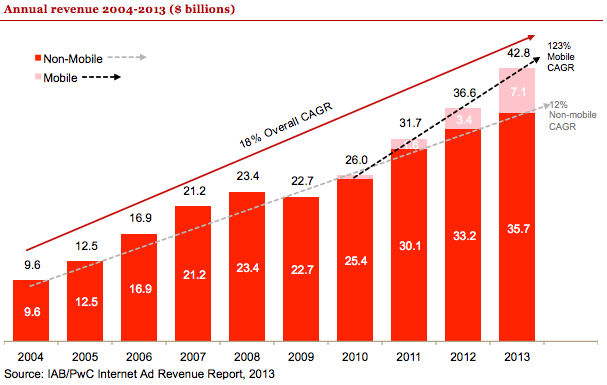 Annual revenue 2004-2013 ($ billions)
Non-Mobile
Mobile
18% Overall CAGR
123%
Mobile
CAGR
12%
Non-mobile
CAGR
9.6
12.5
16.9
21.2
23.4
22.7
26.0
31.7
36.6
42.8
3.4
7.1
9.6
12.5
16.9
21.2
23.4
22.7
25.4
30.1
33.2
35.7
2004 2005 2006 2007 2008 2009 2010 2011 2012 2013
Source: IAB/PwC Internet Ad Revenue Report, 2013